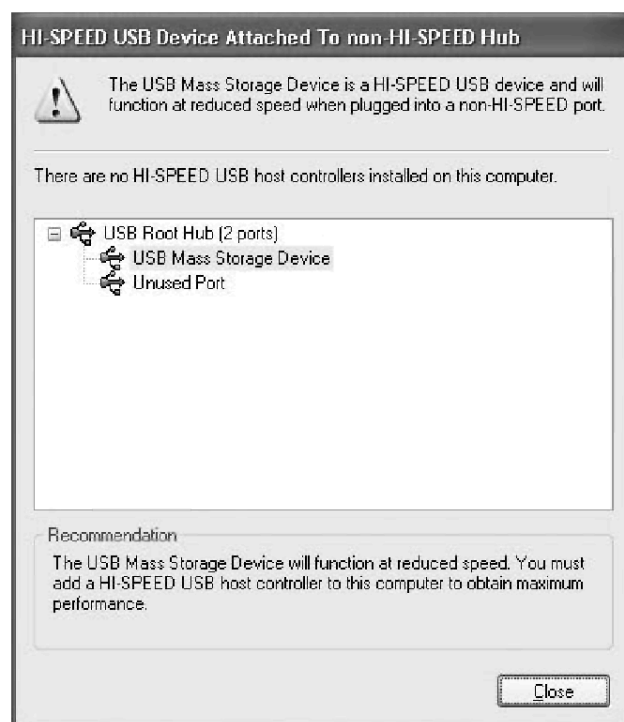 HI-SPEED USB Device Attached To non-HI-SPEED Hub
The USB Mass Storage Device is a HI-SPEED USB device and will
function at reduced speed when plugged into a non-HI-SPEED port.
There are no HI-SPEED USB host controllers installed on this computer.
USB Root Hub (2 ports)
USB Mass Storage Device
Unused Port
Recommendation
The USB Mass Storage Device will function at reduced speed. You must
add a HI-SPEED USB host controller to this computer to obtain maximum
performance.
Close